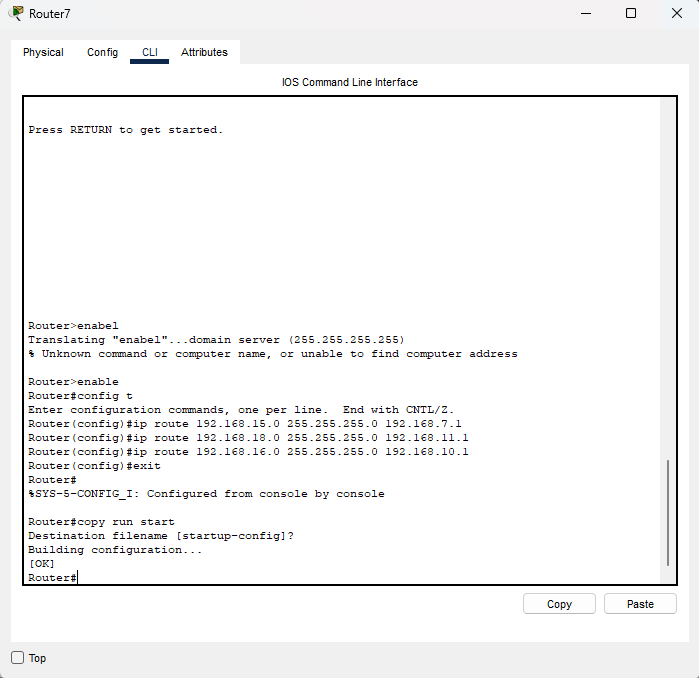 Router7
Physical Config CLI Attributes
IOS Command Line Interface
Press RETURN to get started.
Router>enabel
Translating "enabel"...domain server (255.255.255.255)
% Unknown command or computer name, or unable to find computer address
Router>enable
Router#config t
Enter configuration commands, one per line.  End with CNTL/Z.
Router(config)#ip route 192.168.15.0 255.255.255.0 192.168.7.1
Router(config)#ip route 192.168.18.0 255.255.255.0 192.168.11.1
Router(config)#ip route 192.168.16.0 255.255.255.0 192.168.10.1
Router(config)#exit
Router#
%SYS-5-CONFIG_I: Configured from console by console
Router#copy run start
Destination filename [startup-config]?
Building configuration...
[OK]
Router#
Copy Paste
Top